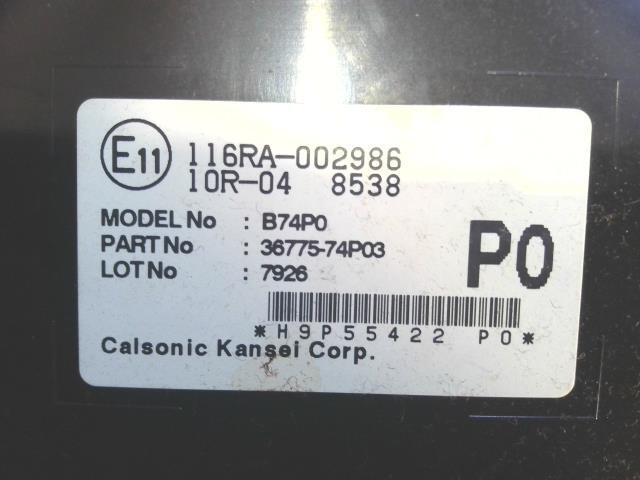 E11 116RA-002986
10R-04 8538
MODEL No : B74P0
PART No : 36775-74P03
LOT No : 7926
P0
*H9P55422 P0*
Calsonic Kansei Corp.